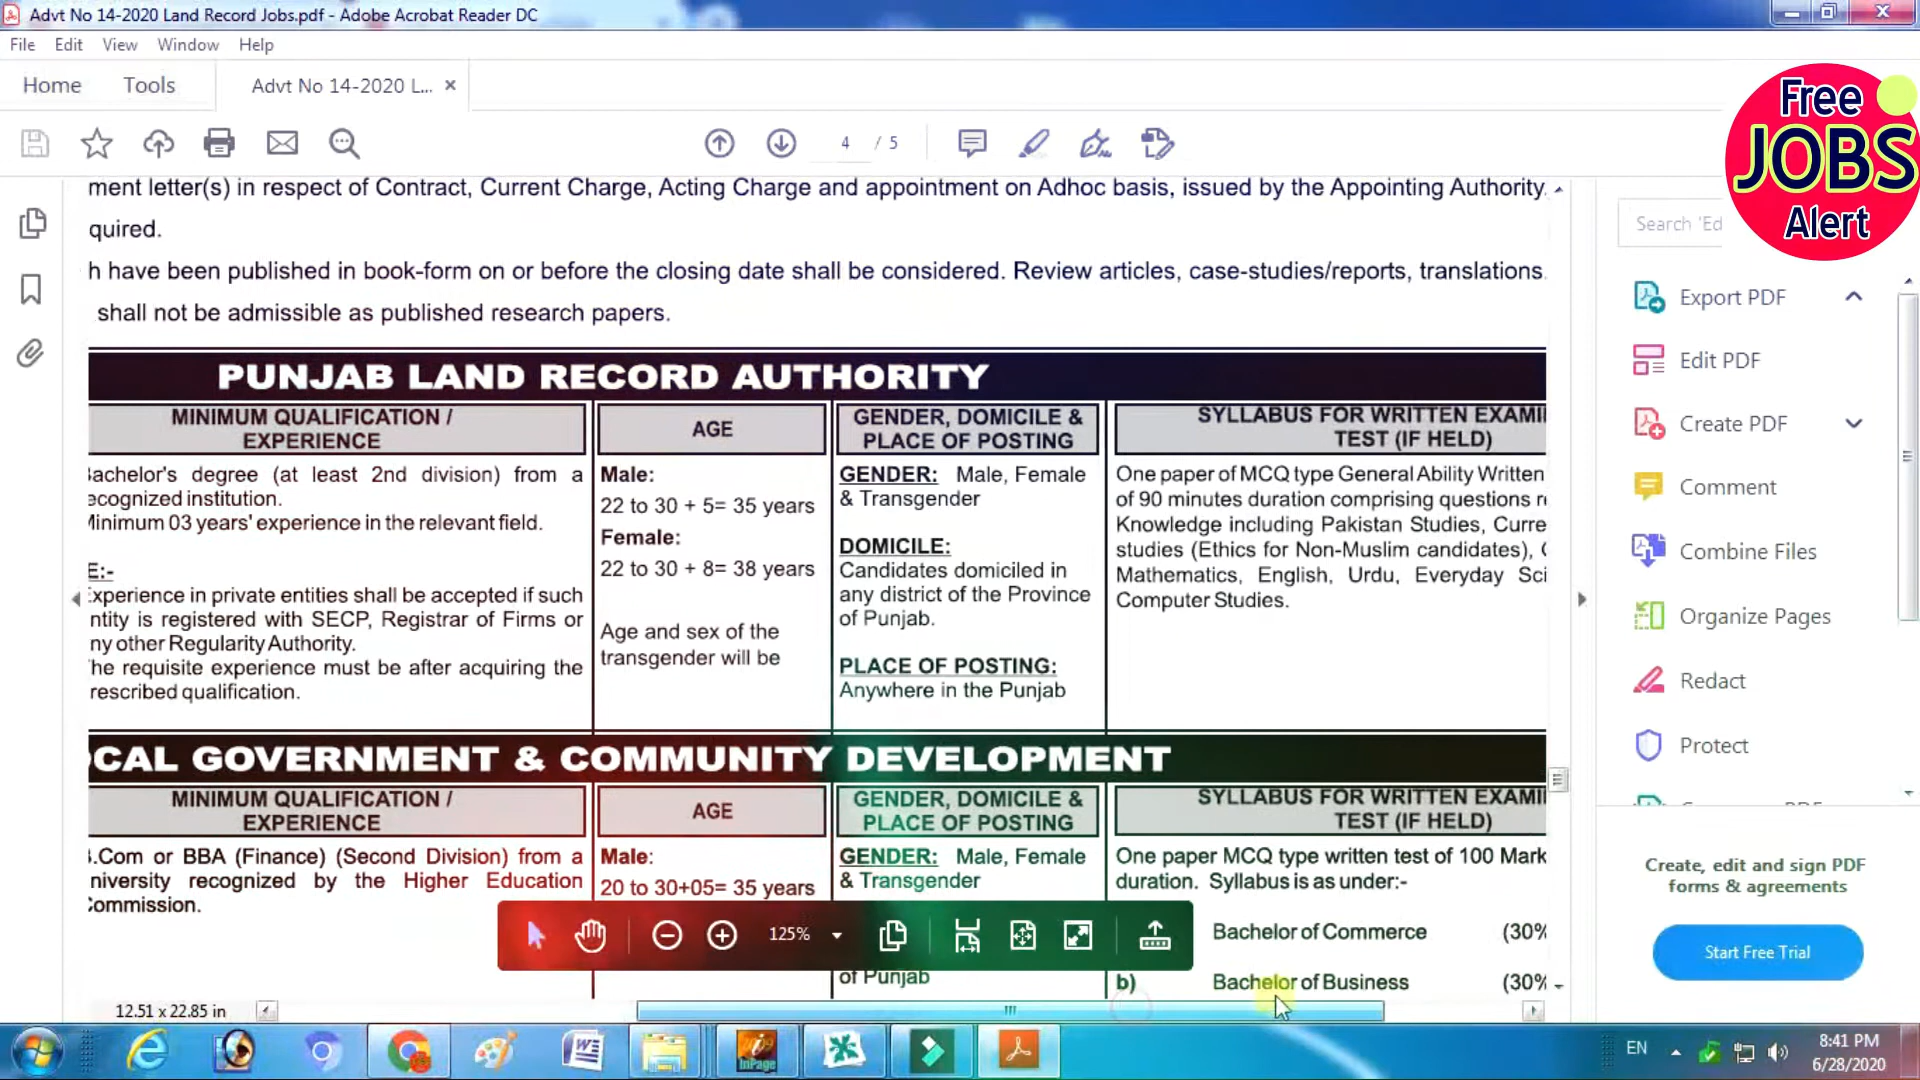 Advt No 14-2020 Land Record Jobs.pdf - Adobe Acrobat Reader DC
File Edit View Window Help
Home Tools Advt No 14-2020 L... ×
4 / 5
Free
JOBS
Alert
ment letter(s) in respect of Contract, Current Charge, Acting Charge and appointment on Adhoc basis, issued by the Appointing Authority.
quired.
h have been published in book-form on or before the closing date shall be considered. Review articles, case-studies/reports, translations.
shall not be admissible as published research papers.
PUNJAB LAND RECORD AUTHORITY
MINIMUM QUALIFICATION /
EXPERIENCE
Bachelor's degree (at least 2nd division) from a
ecognized institution.
Minimum 03 years' experience in the relevant field.
E:-
Experience in private entities shall be accepted if such
ntity is registered with SECP, Registrar of Firms or
ny other Regularity Authority.
he requisite experience must be after acquiring the
rescribed qualification.
AGE
Male:
22 to 30 + 5= 35 years
Female:
22 to 30 + 8= 38 years
Age and sex of the
transgender will be
GENDER, DOMICILE &
PLACE OF POSTING
GENDER: Male, Female
& Transgender
DOMICILE:
Candidates domiciled in
any district of the Province
of Punjab.
PLACE OF POSTING:
Anywhere in the Punjab
SYLLABUS FOR WRITTEN EXAMI
TEST (IF HELD)
One paper of MCQ type General Ability Written
of 90 minutes duration comprising questions r
Knowledge including Pakistan Studies, Curre
studies (Ethics for Non-Muslim candidates),
Mathematics, English, Urdu, Everyday Sci
Computer Studies.
OCAL GOVERNMENT & COMMUNITY DEVELOPMENT
MINIMUM QUALIFICATION /
EXPERIENCE
B.Com or BBA (Finance) (Second Division) from a
niversity recognized by the Higher Education
Commission.
AGE
Male:
20 to 30+05= 35 years
GENDER, DOMICILE &
PLACE OF POSTING
GENDER: Male, Female
& Transgender
of Punjab
SYLLABUS FOR WRITTEN EXAMI
TEST (IF HELD)
One paper MCQ type written test of 100 Mark
duration. Syllabus is as under:-
Bachelor of Commerce (30%
b) Bachelor of Business (30%
125%
12.51 x 22.85 in
Search 'Ed
Export PDF
Edit PDF
Create PDF
Comment
Combine Files
Organize Pages
Redact
Protect
Create, edit and sign PDF
forms & agreements
Start Free Trial
InPage
EN
8:41 PM
6/28/2020